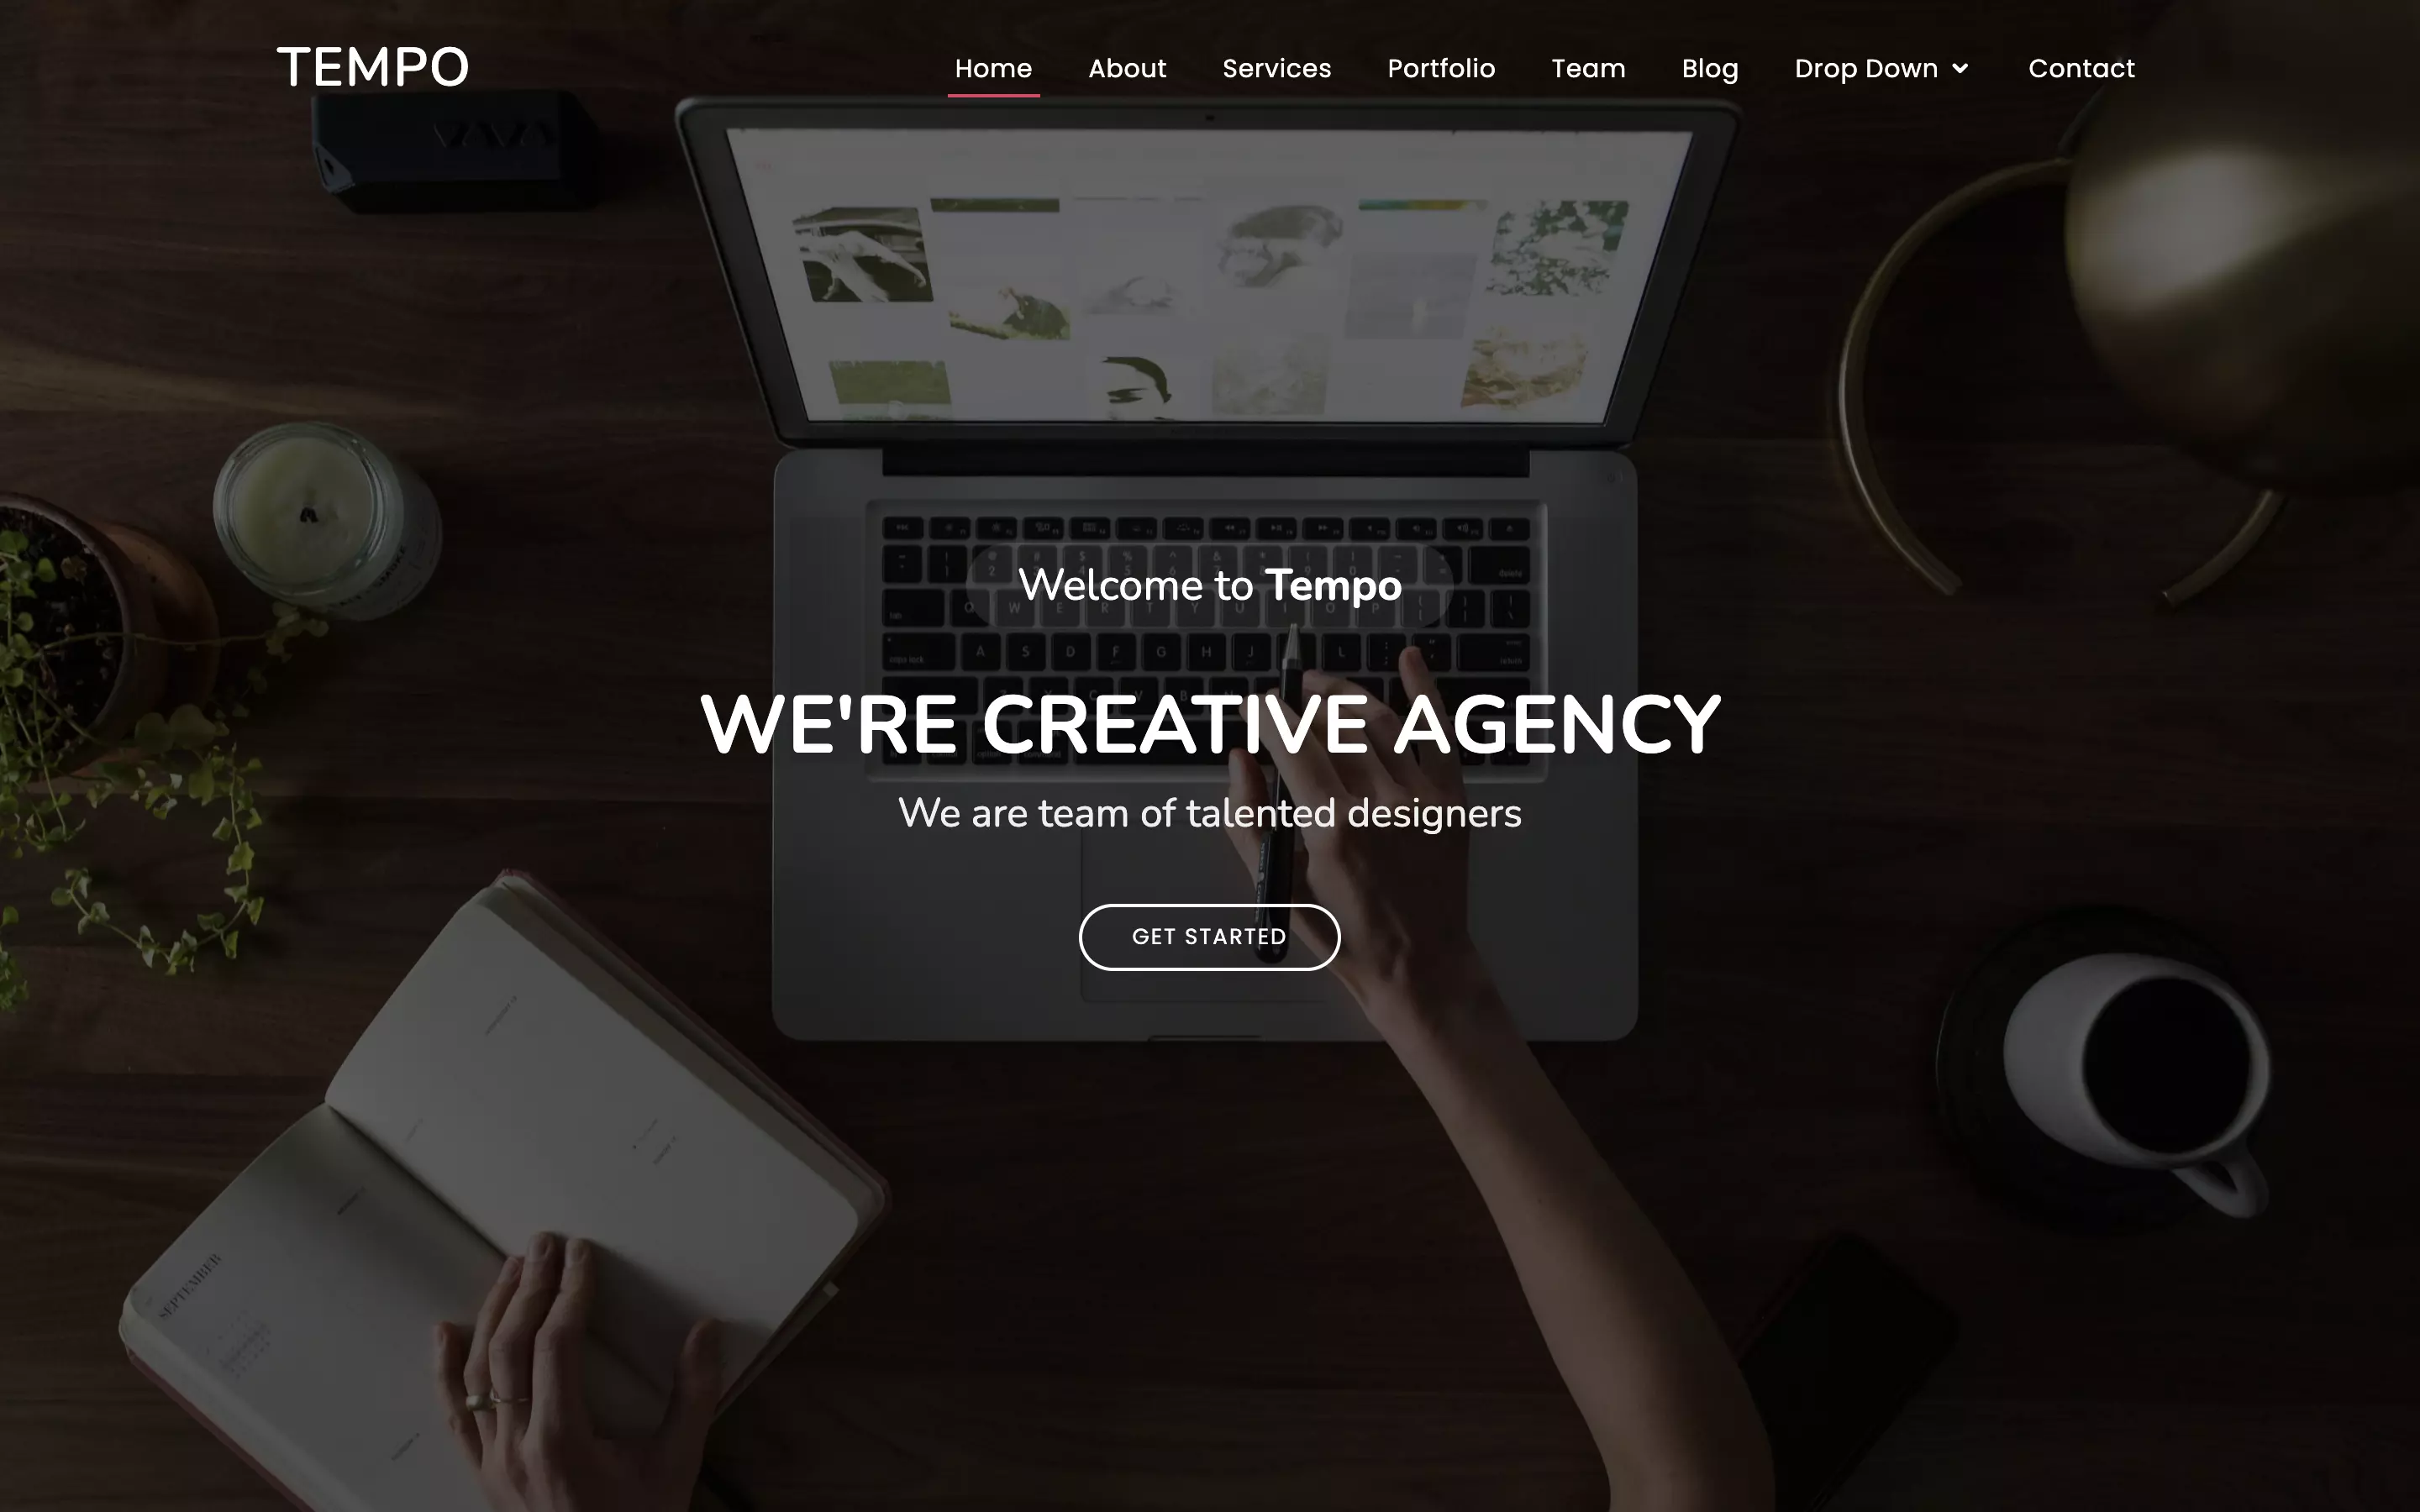 TEMPO
Home About Services Portfolio Team Blog Drop Down Contact
Welcome to Tempo
WE'RE CREATIVE AGENCY
We are team of talented designers
GET STARTED
SEPTEMBER